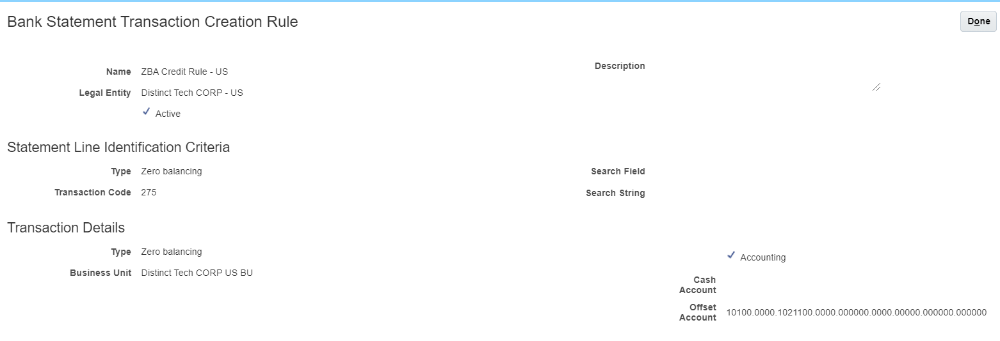 Bank Statement Transaction Creation Rule
Done
Name ZBA Credit Rule - US
Description
Legal Entity Distinct Tech CORP - US
Active
Statement Line Identification Criteria
Type Zero balancing
Search Field
Transaction Code 275
Search String
Transaction Details
Type Zero balancing
Accounting
Business Unit Distinct Tech CORP US BU
Cash
Account
Offset
Account
10100.0000.1021100.0000.000000.0000.00000.000000.000000